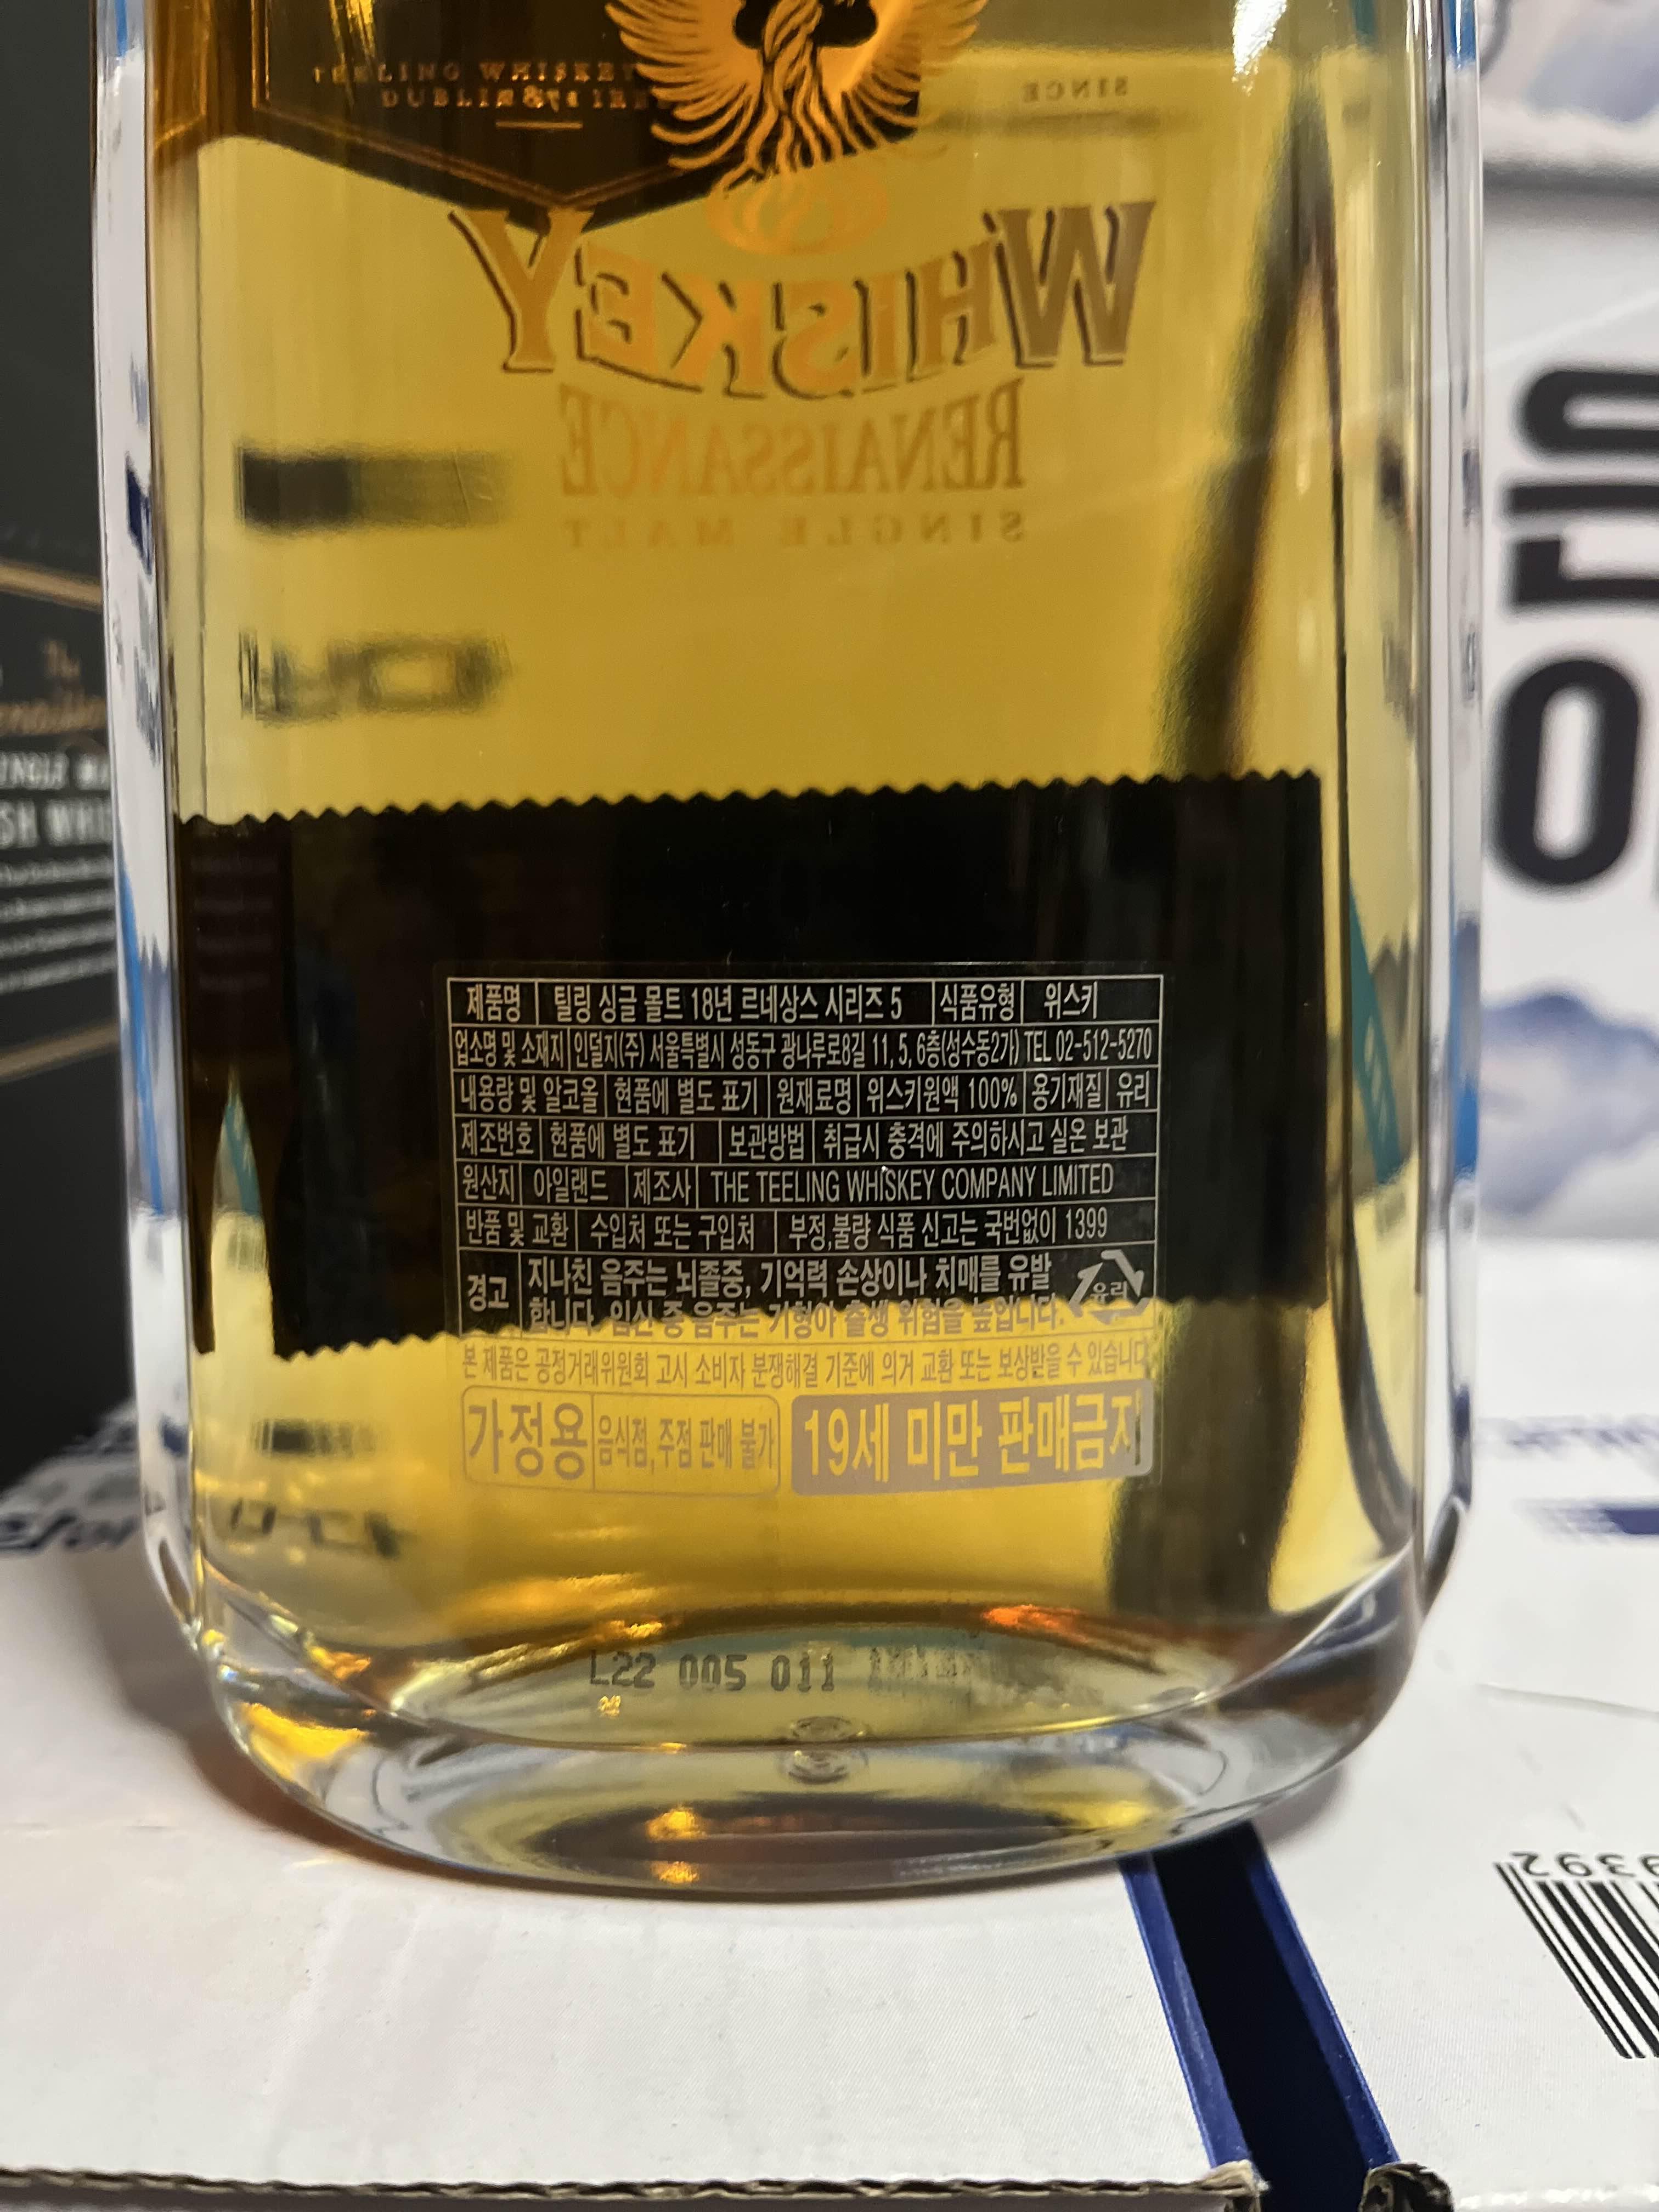 TEELING WHISKEY
SINCE
WHISKEY
RENAISSANCE
SINGLE MALT
제품명 틸링 싱글 몰트 18년 르네상스 시리즈 5 식품유형 위스키
업소명 및 소재지 인덜지(주) 서울특별시 성동구 광나루로8길 11, 5, 6층(성수동2가) TEL 02-512-5270
내용량 및 알코올 현품에 별도 표기 원재료명 위스키원액 100% 용기재질 유리
제조번호 현품에 별도 표기 보관방법 취급시 충격에 주의하시고 실온 보관
원산지 아일랜드 제조사 THE TEELING WHISKEY COMPANY LIMITED
반품 및 교환 수입처 또는 구입처 부정,불량 식품 신고는 국번없이 1399
경고 지나친 음주는 뇌졸중, 기억력 손상이나 치매를 유발
합니다. 임신 중 음주는 기형아 출생 위험을 높입니다.
유리
본 제품은 공정거래위원회 고시 소비자 분쟁해결 기준에 의거 교환 또는 보상받을 수 있습니다
가정용 음식점,주점 판매 불가 19세 미만 판매금지
L22 005 011
The
9392